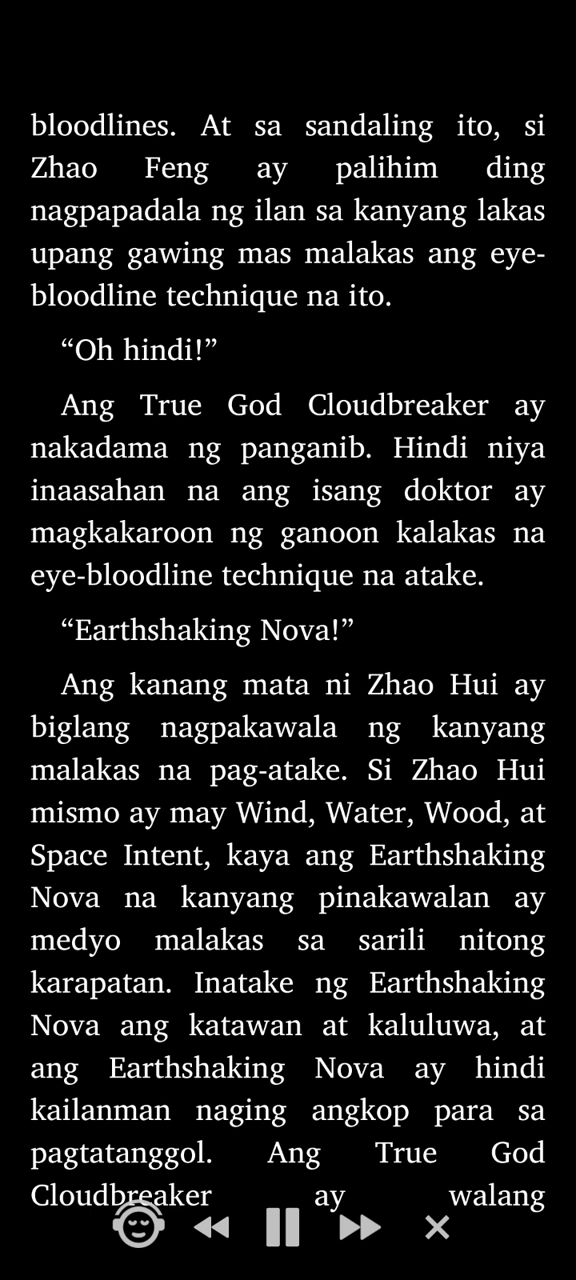 bloodlines. At sa sandaling ito, si
Zhao Feng ay palihim ding
nagpapadala ng ilan sa kanyang lakas
upang gawing mas malakas ang eye-
bloodline technique na ito.
“Oh hindi!”
Ang True God Cloudbreaker ay
nakadama ng panganib. Hindi niya
inaasahan na ang isang doktor ay
magkakaroon ng ganoon kalakas na
eye-bloodline technique na atake.
“Earthshaking Nova!”
Ang kanang mata ni Zhao Hui ay
biglang nagpakawala ng kanyang
malakas na pag-atake. Si Zhao Hui
mismo ay may Wind, Water, Wood, at
Space Intent, kaya ang Earthshaking
Nova na kanyang pinakawalan ay
medyo malakas sa sarili nitong
karapatan. Inatake ng Earthshaking
Nova ang katawan at kaluluwa, at
ang Earthshaking Nova ay hindi
kailanman naging angkop para sa
pagtatanggol. Ang True God
Cloudbreaker ay walang